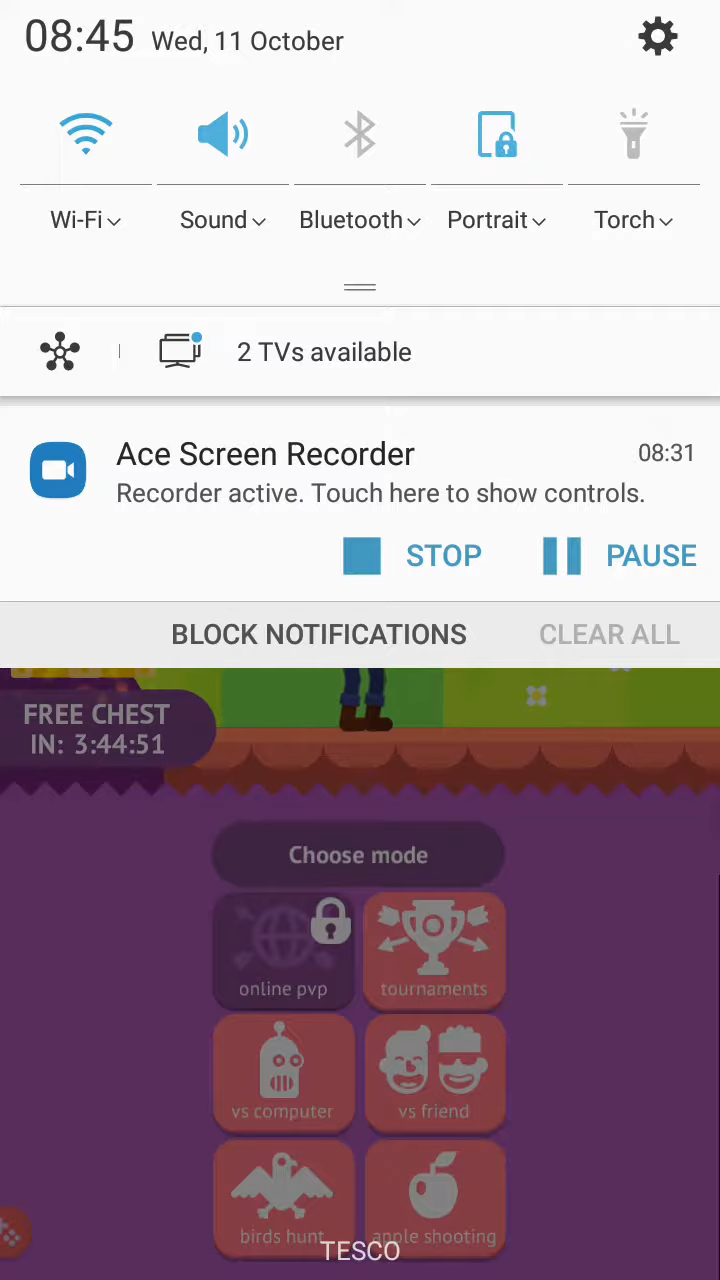 08:45 Wed, 11 October
Wi-Fi Sound Bluetooth Portrait Torch
2 TVs available
Ace Screen Recorder 08:31
Recorder active. Touch here to show controls.
STOP PAUSE
BLOCK NOTIFICATIONS CLEAR ALL
FREE CHEST
IN: 3:44:51
Choose mode
online pvp tournaments
vs computer vs friend
birds hunt apple shooting
TESCO